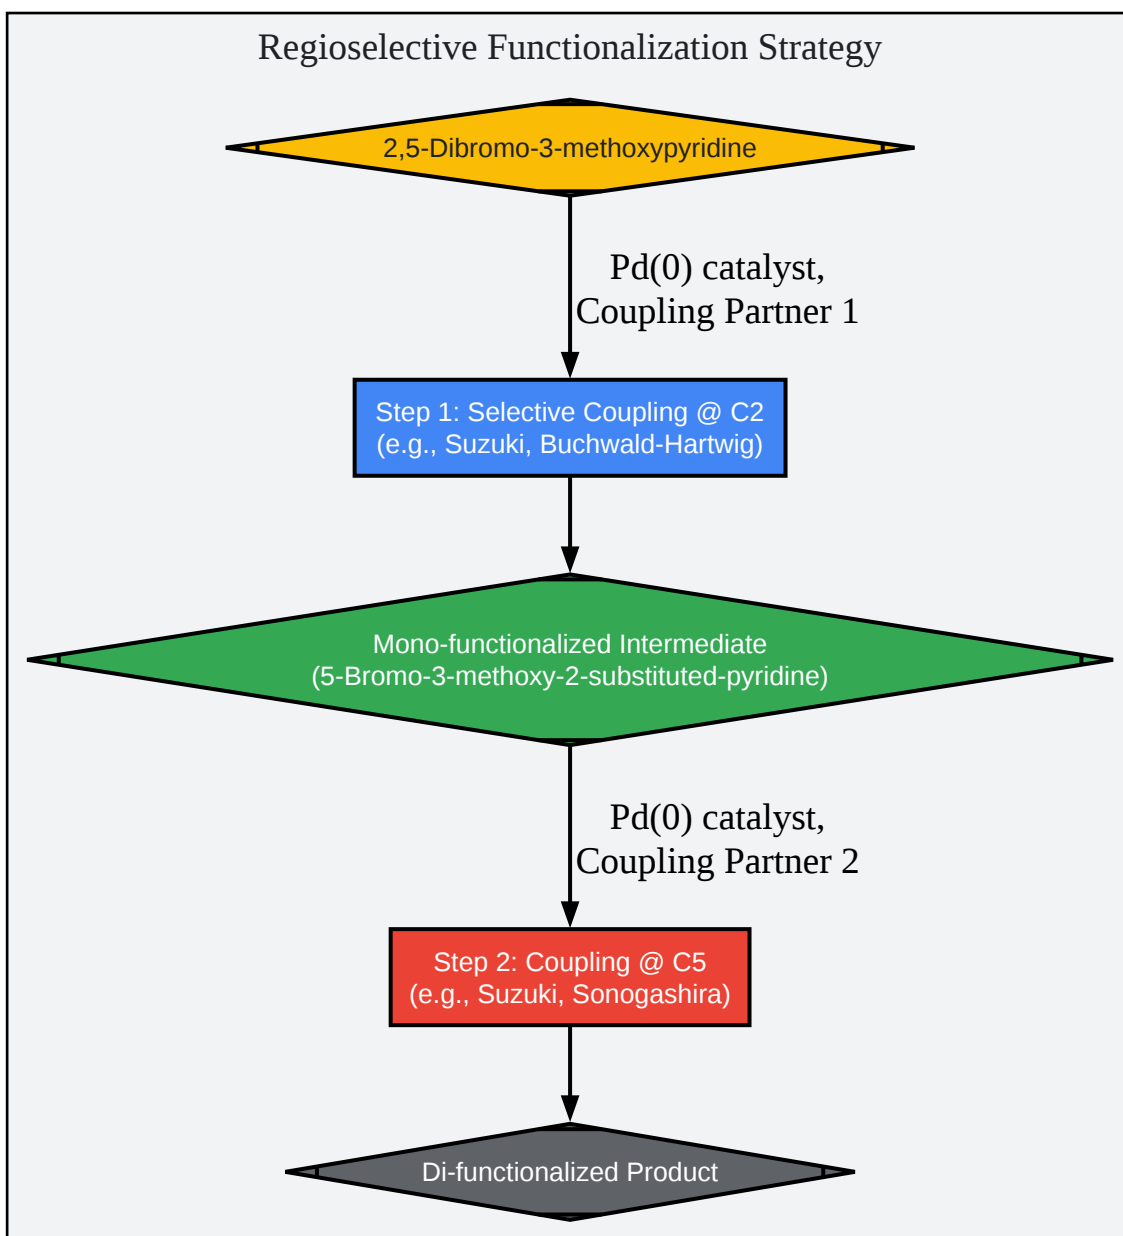 Regioselective Functionalization Strategy
2,5-Dibromo-3-methoxypyridine
Pd(0) catalyst,
Coupling Partner 1
Step 1: Selective Coupling @ C2
(e.g., Suzuki, Buchwald-Hartwig)
Mono-functionalized Intermediate
(5-Bromo-3-methoxy-2-substituted-pyridine)
Pd(0) catalyst,
Coupling Partner 2
Step 2: Coupling @ C5
(e.g., Suzuki, Sonogashira)
Di-functionalized Product